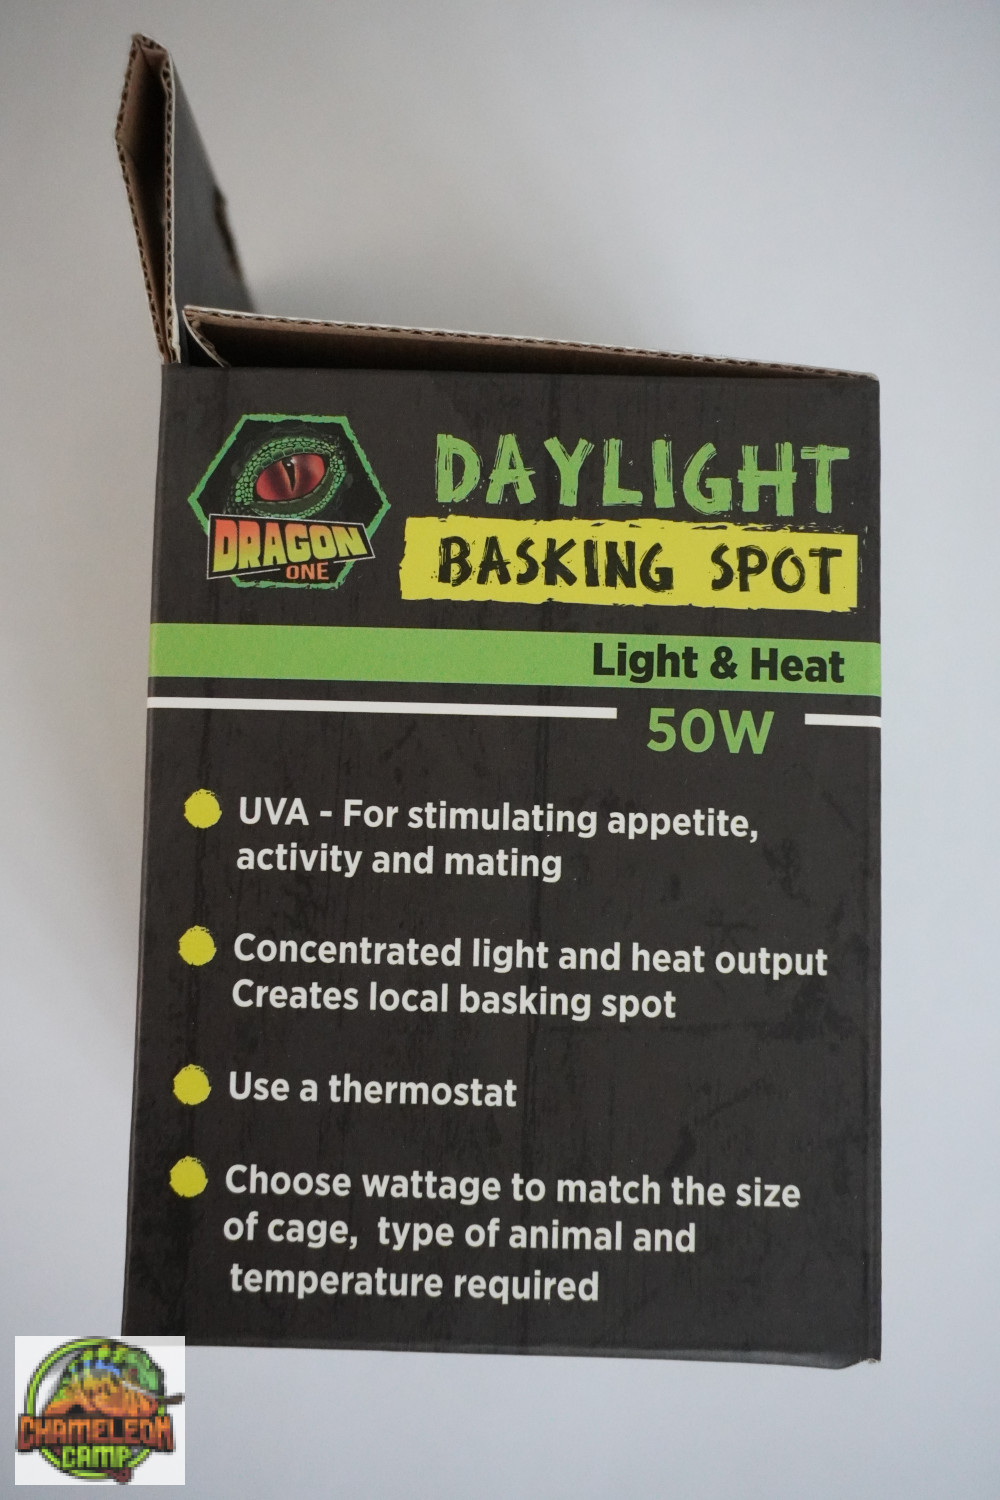 DRAGON
ONE
DAYLIGHT
BASKING SPOT
Light & Heat
50W
UVA - For stimulating appetite,
activity and mating
Concentrated light and heat output
Creates local basking spot
Use a thermostat
Choose wattage to match the size
of cage, type of animal and
temperature required
CHAMELEON
CAMP